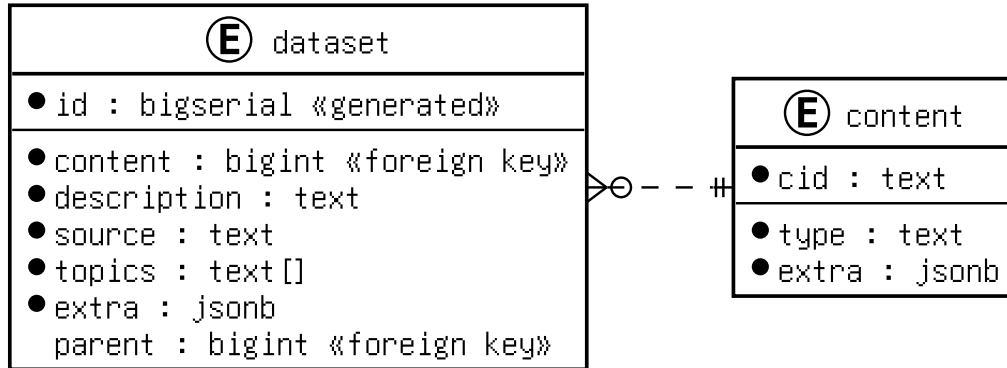 E dataset
id : bigserial «generated»
content : bigint «foreign key»
description : text
source : text
topics : text[]
extra : jsonb
parent : bigint «foreign key»
E content
cid : text
type : text
extra : jsonb